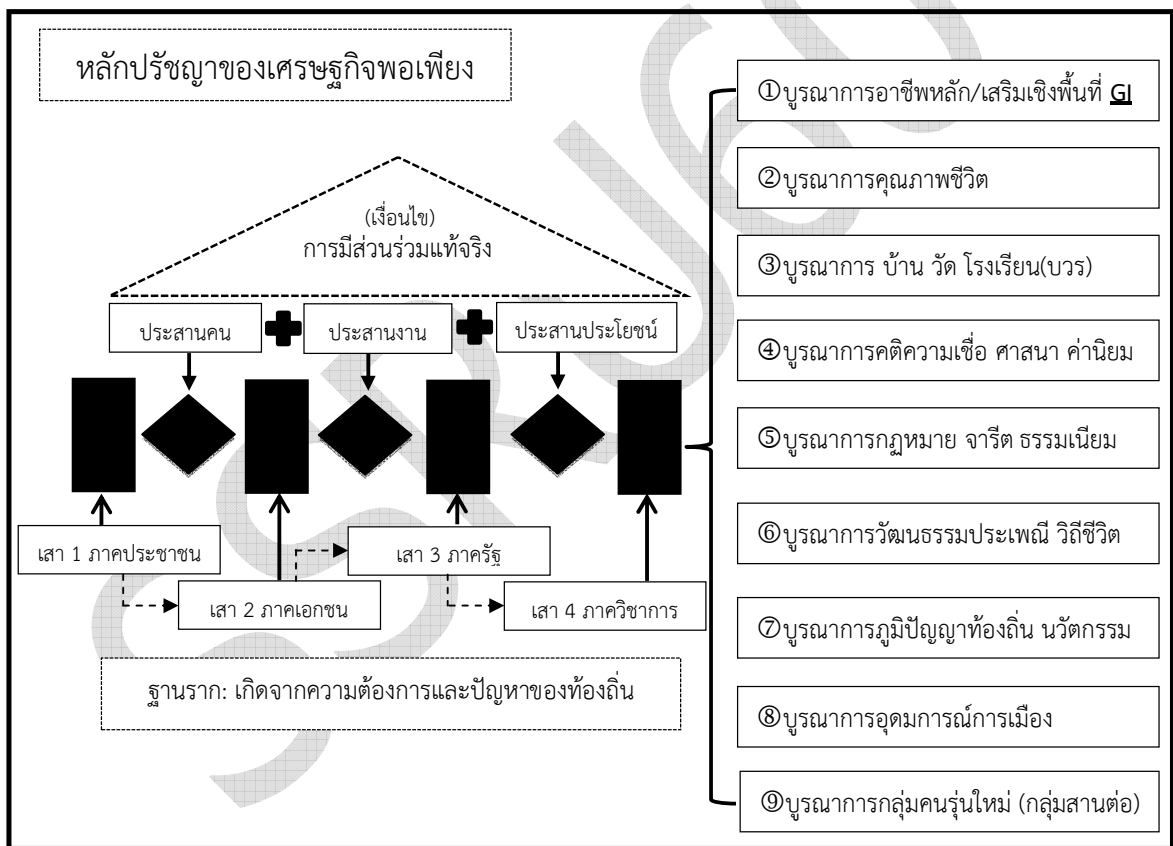 หลักปรัชญาของเศรษฐกิจพอเพียง
(เงื่อนไข)
การมีส่วนร่วมแท้จริง
ประสานคน
ประสานงาน
ประสานประโยชน์
เสา 1 ภาคประชาชน
เสา 2 ภาคเอกชน
เสา 3 ภาครัฐ
เสา 4 ภาควิชาการ
ฐานราก: เกิดจากความต้องการและปัญหาของท้องถิ่น
①บูรณาการอาชีพหลัก/เสริมเชิงพื้นที่ GI
②บูรณาการคุณภาพชีวิต
③บูรณาการ บ้าน วัด โรงเรียน(บวร)
④บูรณาการคติความเชื่อ ศาสนา ค่านิยม
⑤บูรณาการกฎหมาย จารีต ธรรมเนียม
⑥บูรณาการวัฒนธรรมประเพณี วิถีชีวิต
⑦บูรณาการภูมิปัญญาท้องถิ่น นวัตกรรม
⑧บูรณาการอุดมการณ์การเมือง
⑨บูรณาการกลุ่มคนรุ่นใหม่ (กลุ่มสานต่อ)